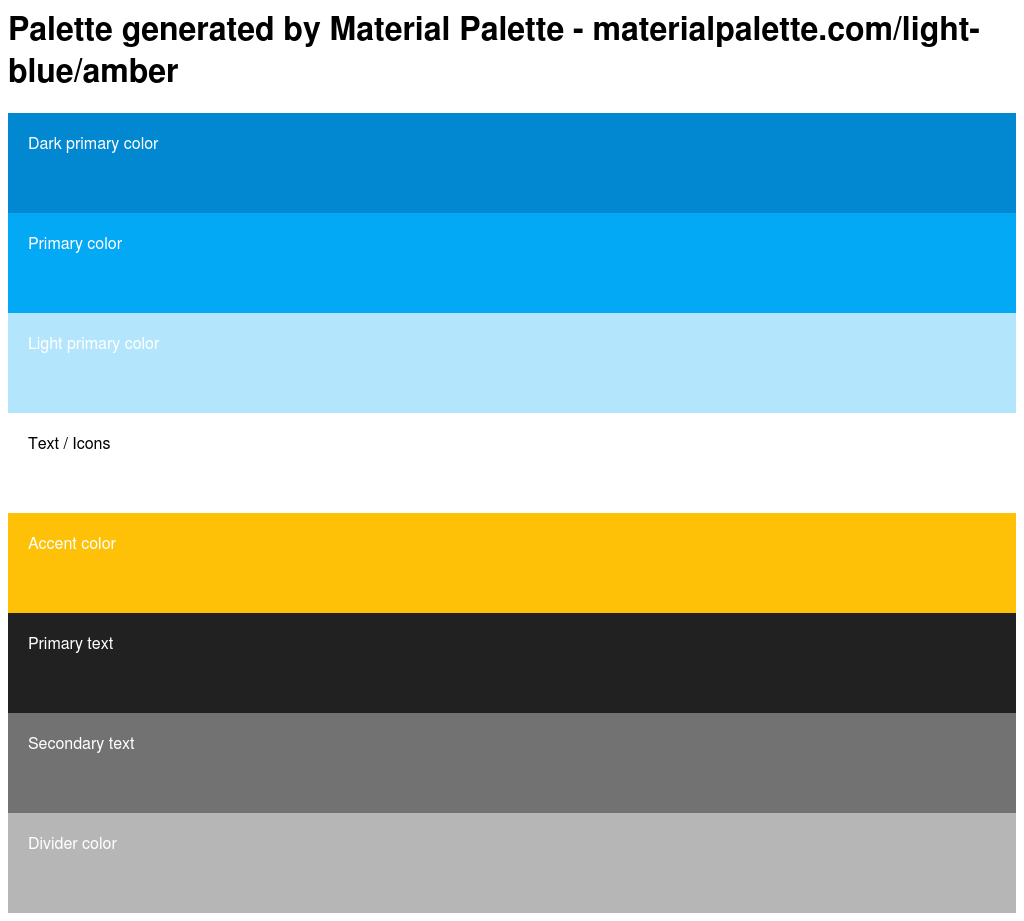 Palette generated by Material Palette - materialpalette.com/light-
blue/amber
Dark primary color
Primary color
Light primary color
Text / Icons
Accent color
Primary text
Secondary text
Divider color